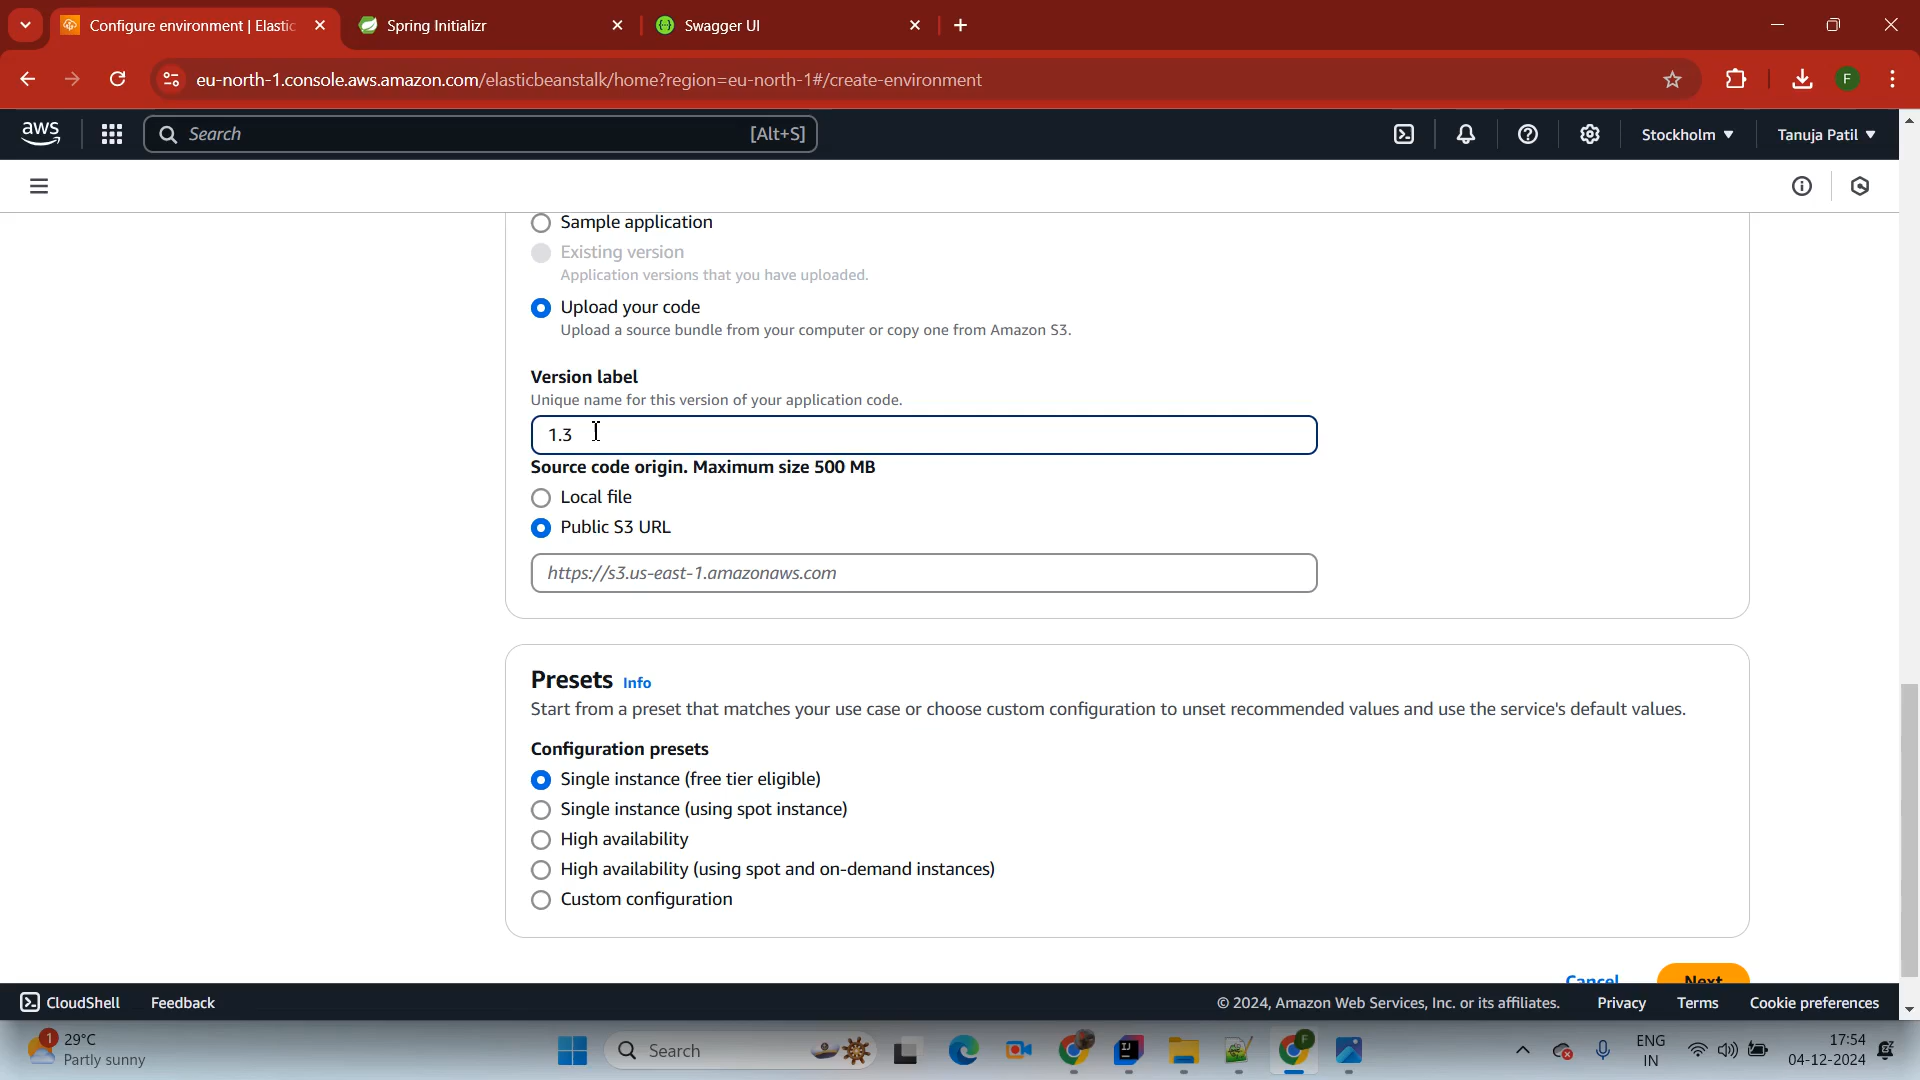 Configure environment | Elastic
Spring Initializr
Swagger UI
eu-north-1.console.aws.amazon.com/elasticbeanstalk/home?region=eu-north-1#/create-environment
F
aws
Search
[Alt+S]
Stockholm
Tanuja Patil
Sample application
Existing version
Application versions that you have uploaded.
Upload your code
Upload a source bundle from your computer or copy one from Amazon S3.
Version label
Unique name for this version of your application code.
1.3
Source code origin. Maximum size 500 MB
Local file
Public S3 URL
https://s3.us-east-1.amazonaws.com
Presets Info
Start from a preset that matches your use case or choose custom configuration to unset recommended values and use the service's default values.
Configuration presets
Single instance (free tier eligible)
Single instance (using spot instance)
High availability
High availability (using spot and on-demand instances)
Custom configuration
Cancel
Next
CloudShell
Feedback
© 2024, Amazon Web Services, Inc. or its affiliates.
Privacy
Terms
Cookie preferences
1
29°C
Partly sunny
Search
IJ
F
ENG
IN
17:54
04-12-2024